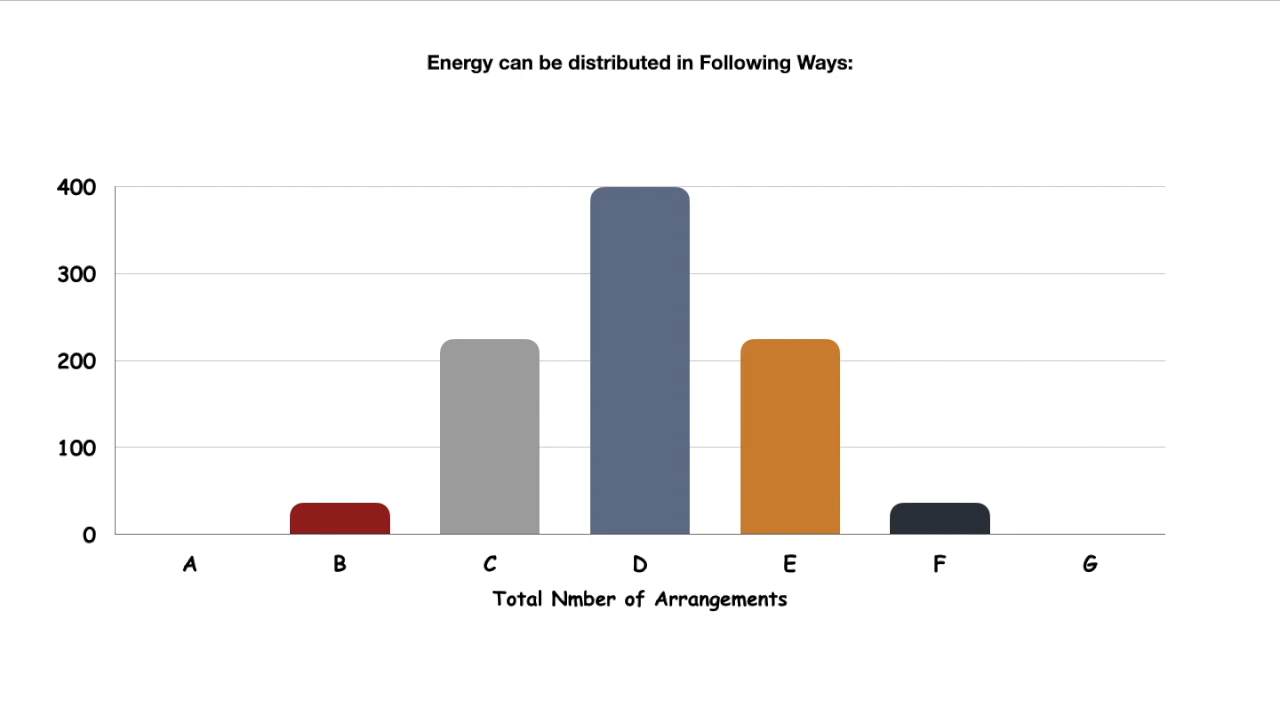 Energy can be distributed in Following Ways:
400
300
200
100
0
A B C D E F G
Total Nmber of Arrangements